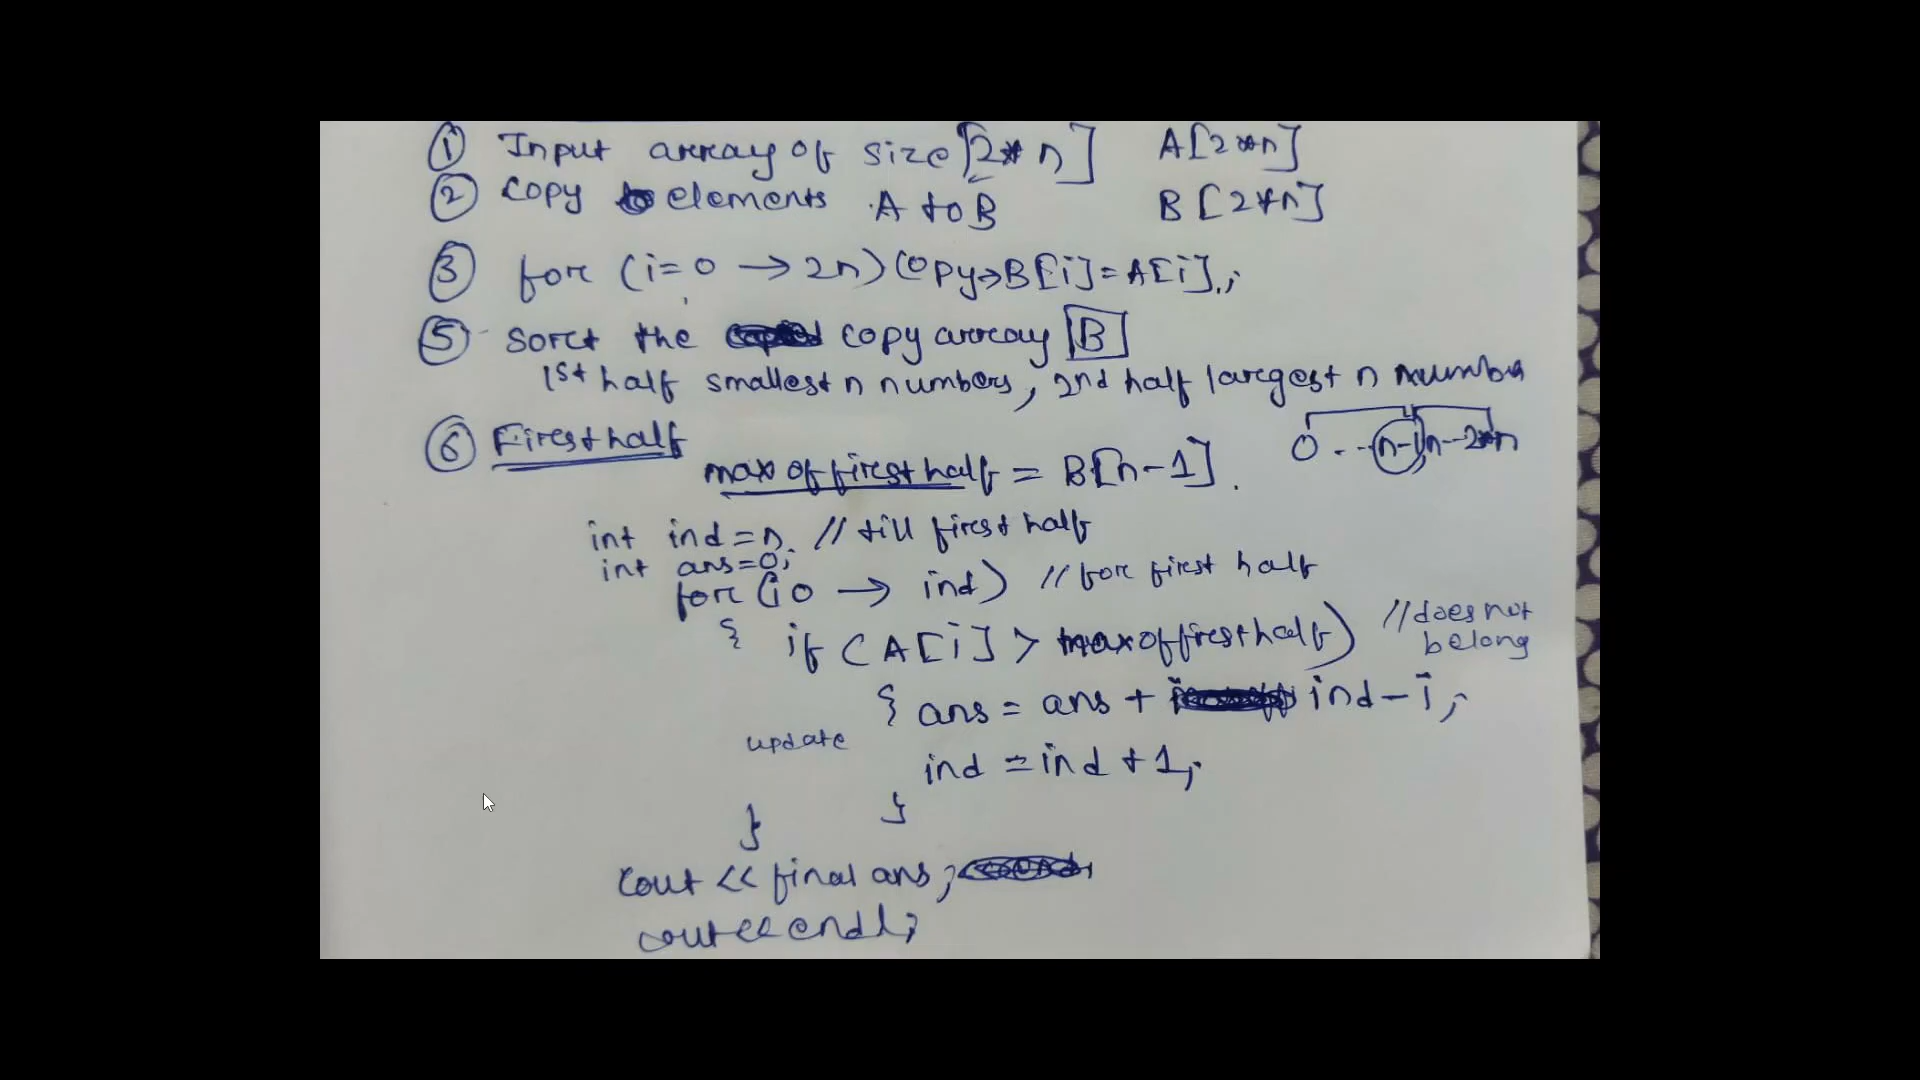 ① Input array of size [2* n] A[2*n]
② Copy elements A to B B[2*n]
③ for (i=0 → 2n) Copy→B[i]=A[i];
⑤ Sort the copy array B
1st half smallest n numbers, 2nd half largest n number
⑥ First half 0 - - - n-1 n - - 2*n
max of first half = B[n-1].
int ind=n. // till first half
int ans=0;
for (i 0 → ind) // for first half
{ if (A[i] > max of first half) // does not
belong
{ ans = ans + ind - i;
update
ind = ind + 1;
}
}
cout << final ans;
cout << endl;